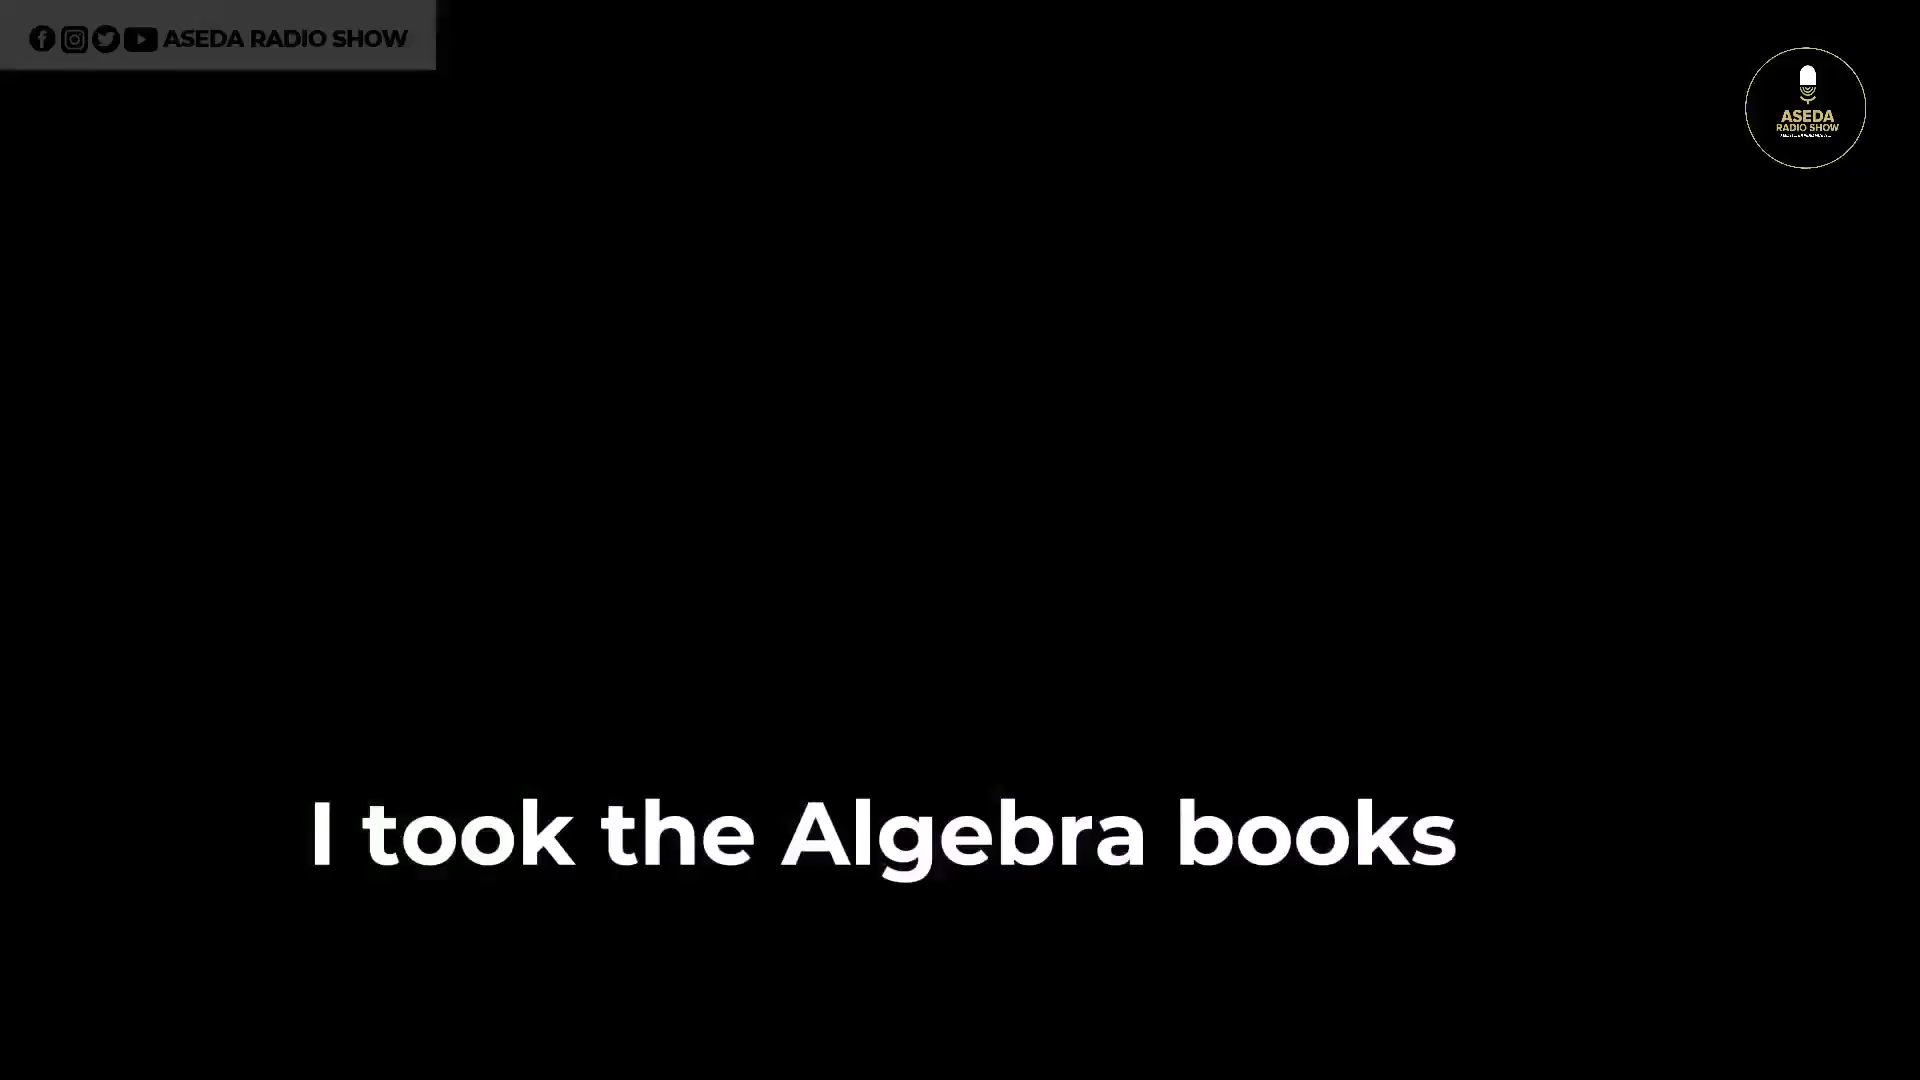 ASEDA RADIO SHOW
ASEDA
RADIO SHOW
I took the Algebra books